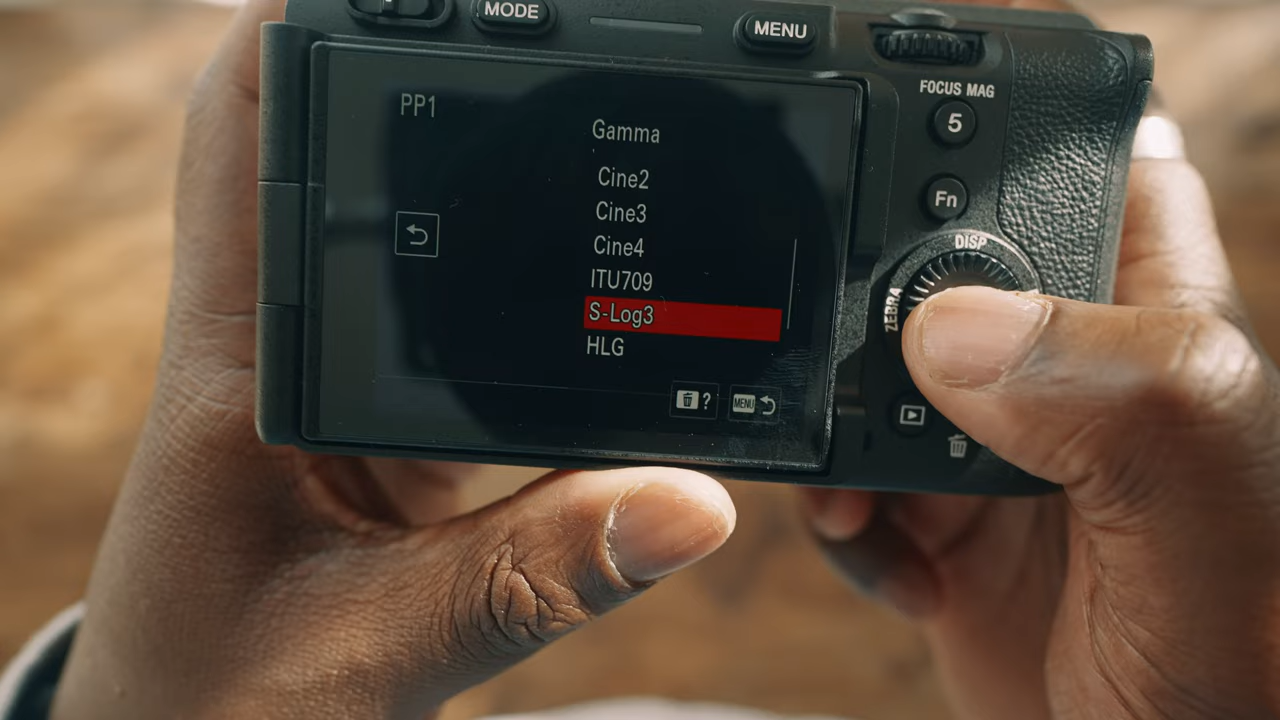 MODE
MENU
FOCUS MAG
5
Fn
DISP
ZEBRA
PP1
Gamma
Cine2
Cine3
Cine4
ITU709
S-Log3
HLG
?
MENU